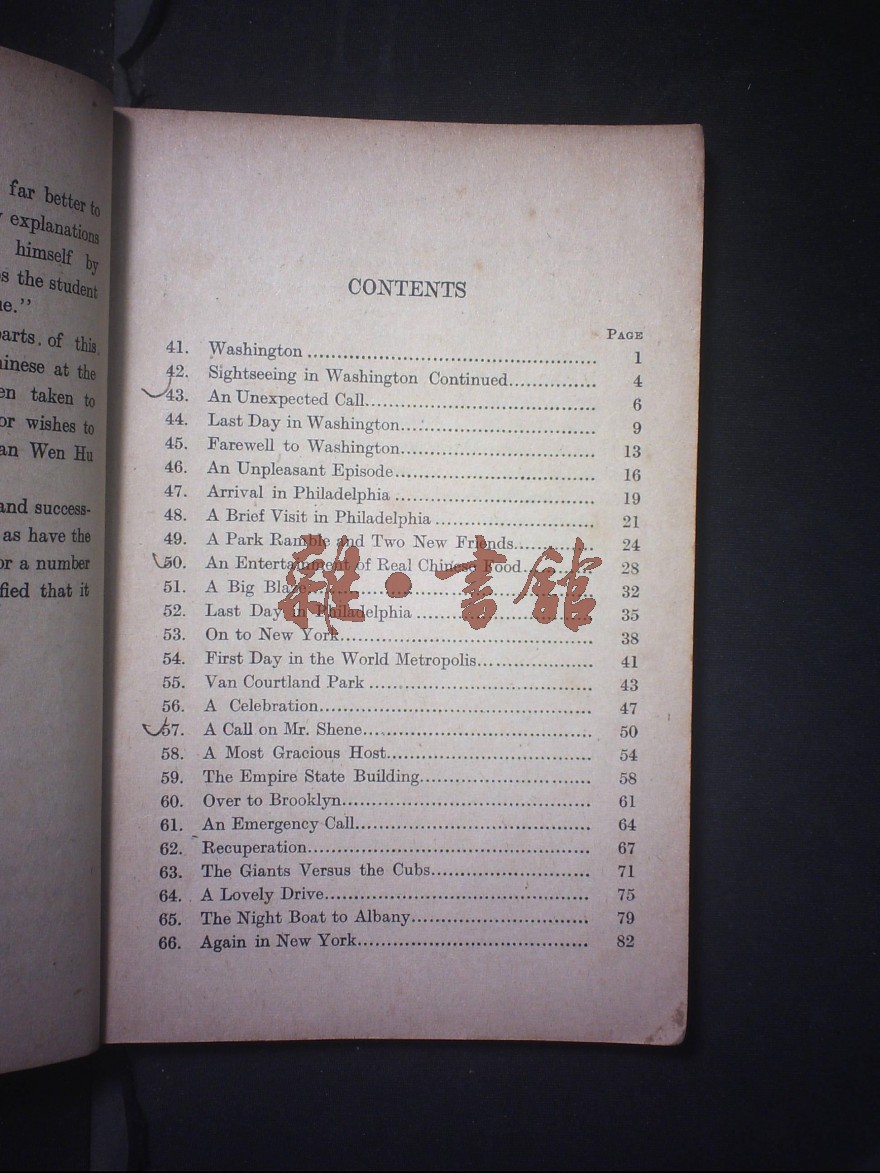 far better to
explanations
himself by
s the student
ue."
parts of this
inese at the
en taken to
or wishes to
an Wen Hu
and success-
as have the
or a number
fied that it
CONTENTS
PAGE
41. Washington ........ 1
42. Sightseeing in Washington Continued........ 4
43. An Unexpected Call........ 6
44. Last Day in Washington........ 9
45. Farewell to Washington........ 13
46. An Unpleasant Episode........ 16
47. Arrival in Philadelphia ........ 19
48. A Brief Visit in Philadelphia ........ 21
49. A Park Ramble and Two New Friends........ 24
50. An Entertainment of Real Chinese Food........ 28
51. A Big Blaze........ 32
52. Last Day in Philadelphia ........ 35
53. On to New York........ 38
54. First Day in the World Metropolis........ 41
55. Van Courtland Park ........ 43
56. A Celebration........ 47
57. A Call on Mr. Shene........ 50
58. A Most Gracious Host........ 54
59. The Empire State Building........ 58
60. Over to Brooklyn........ 61
61. An Emergency Call........ 64
62. Recuperation........ 67
63. The Giants Versus the Cubs........ 71
64. A Lovely Drive........ 75
65. The Night Boat to Albany........ 79
66. Again in New York........ 82
雜·書館